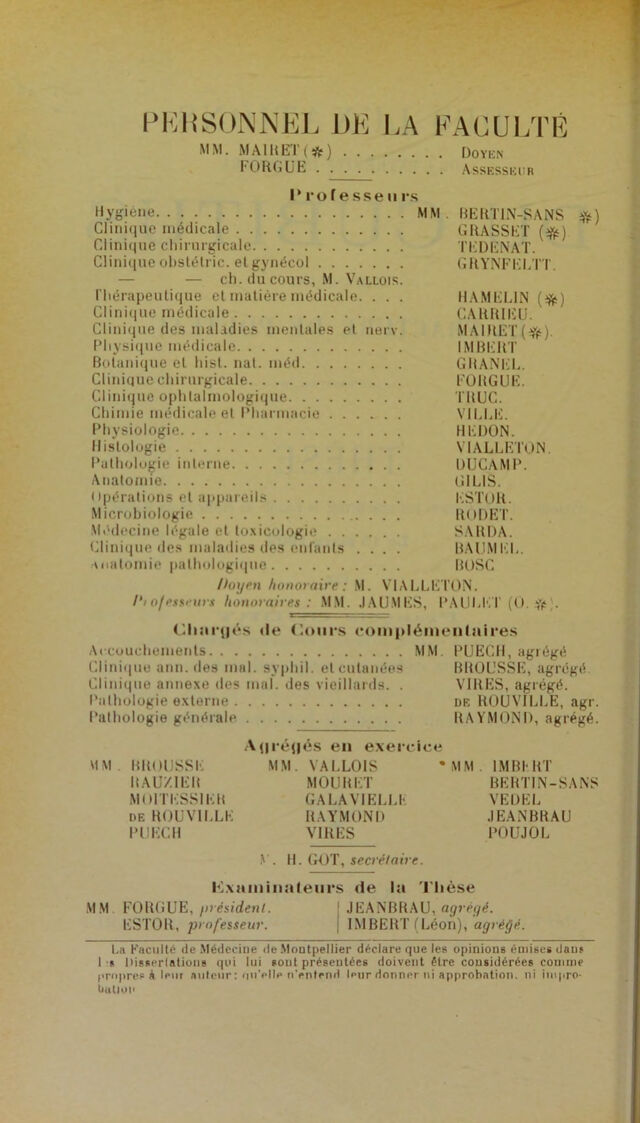 PERSONNEL DE LA FACULTÉ
MM. MAIRET (✻) . . . . . . . . DOYEN
FORGUE . . . . . . . . . . ASSESSEUR
Professeurs
Hygiène. . . . . . . . . . . . . . . . . . . MM. BERTIN-SANS ✻)
Clinique médicale . . . . . . . . . . . . . GRASSET (✻)
Clinique chirurgicale. . . . . . . . . . . . TEDENAT.
Clinique obstétric. et gynécol . . . . . . . GRYNFELTT.
— — ch. du cours, M. VALLOIS.
Thérapeutique et matière médicale. . . . HAMELIN (✻)
Clinique médicale . . . . . . . . . . . . . CARRIEU.
Clinique des maladies mentales et nerv. MAIRET (✻).
Physique médicale. . . . . . . . . . . . . IMBERT
Botanique et hist. nat. méd. . . . . . . . GRANEL.
Clinique chirurgicale. . . . . . . . . . . . FORGUE.
Clinique ophtalmologique. . . . . . . . . TRUC.
Chimie médicale et Pharmacie . . . . . . VILLE.
Physiologie. . . . . . . . . . . . . . . . . HEDON.
Histologie . . . . . . . . . . . . . . . . . VIALLETON.
Pathologie interne. . . . . . . . . . . . . DUCAMP.
Anatomie. . . . . . . . . . . . . . . . . . GILIS.
Opérations et appareils . . . . . . . . . . ESTOR.
Microbiologie . . . . . . . . . . . . . . . RODET.
Médecine légale et toxicologie . . . . . . SARDA.
Clinique des maladies des enfants . . . . BAUMEL.
Anatomie pathologique. . . . . . . . . . BOSC
Doyen honoraire : M. VIALLETON.
Professeurs honoraires : MM. JAUMES, PAULET (O. ✻).
Chargés de Cours complémentaires
Accouchements. . . . . . . . . . . . . . . MM. PUECH, agrégé
Clinique ann. des mal. syphil. et cutanées BROUSSE, agrégé
Clinique annexe des mal. des vieillards. . VIRES, agrégé.
Pathologie externe . . . . . . . . . . . . . DE ROUVILLE, agr.
Pathologie générale . . . . . . . . . . . . RAYMOND, agrégé.
Agrégés en exercice
MM. BROUSSE MM. VALLOIS MM. IMBERT
RAUZIER MOURET BERTIN-SANS
MOITESSIER GALAVIELLE VEDEL
DE ROUVILLE RAYMOND JEANBRAU
PUECH VIRES POUJOL
M. H. GOT, secrétaire.
Examinateurs de la Thèse
MM. FORGUE, président. JEANBRAU, agrégé.
ESTOR, professeur. IMBERT (Léon), agrégé.
La Faculté de Médecine de Montpellier déclare que les opinions émises dans
les Dissertations qui lui sont présentées doivent être considérées comme
propres à leur auteur; qu'elle n'entend leur donner ni approbation, ni impro-
bation